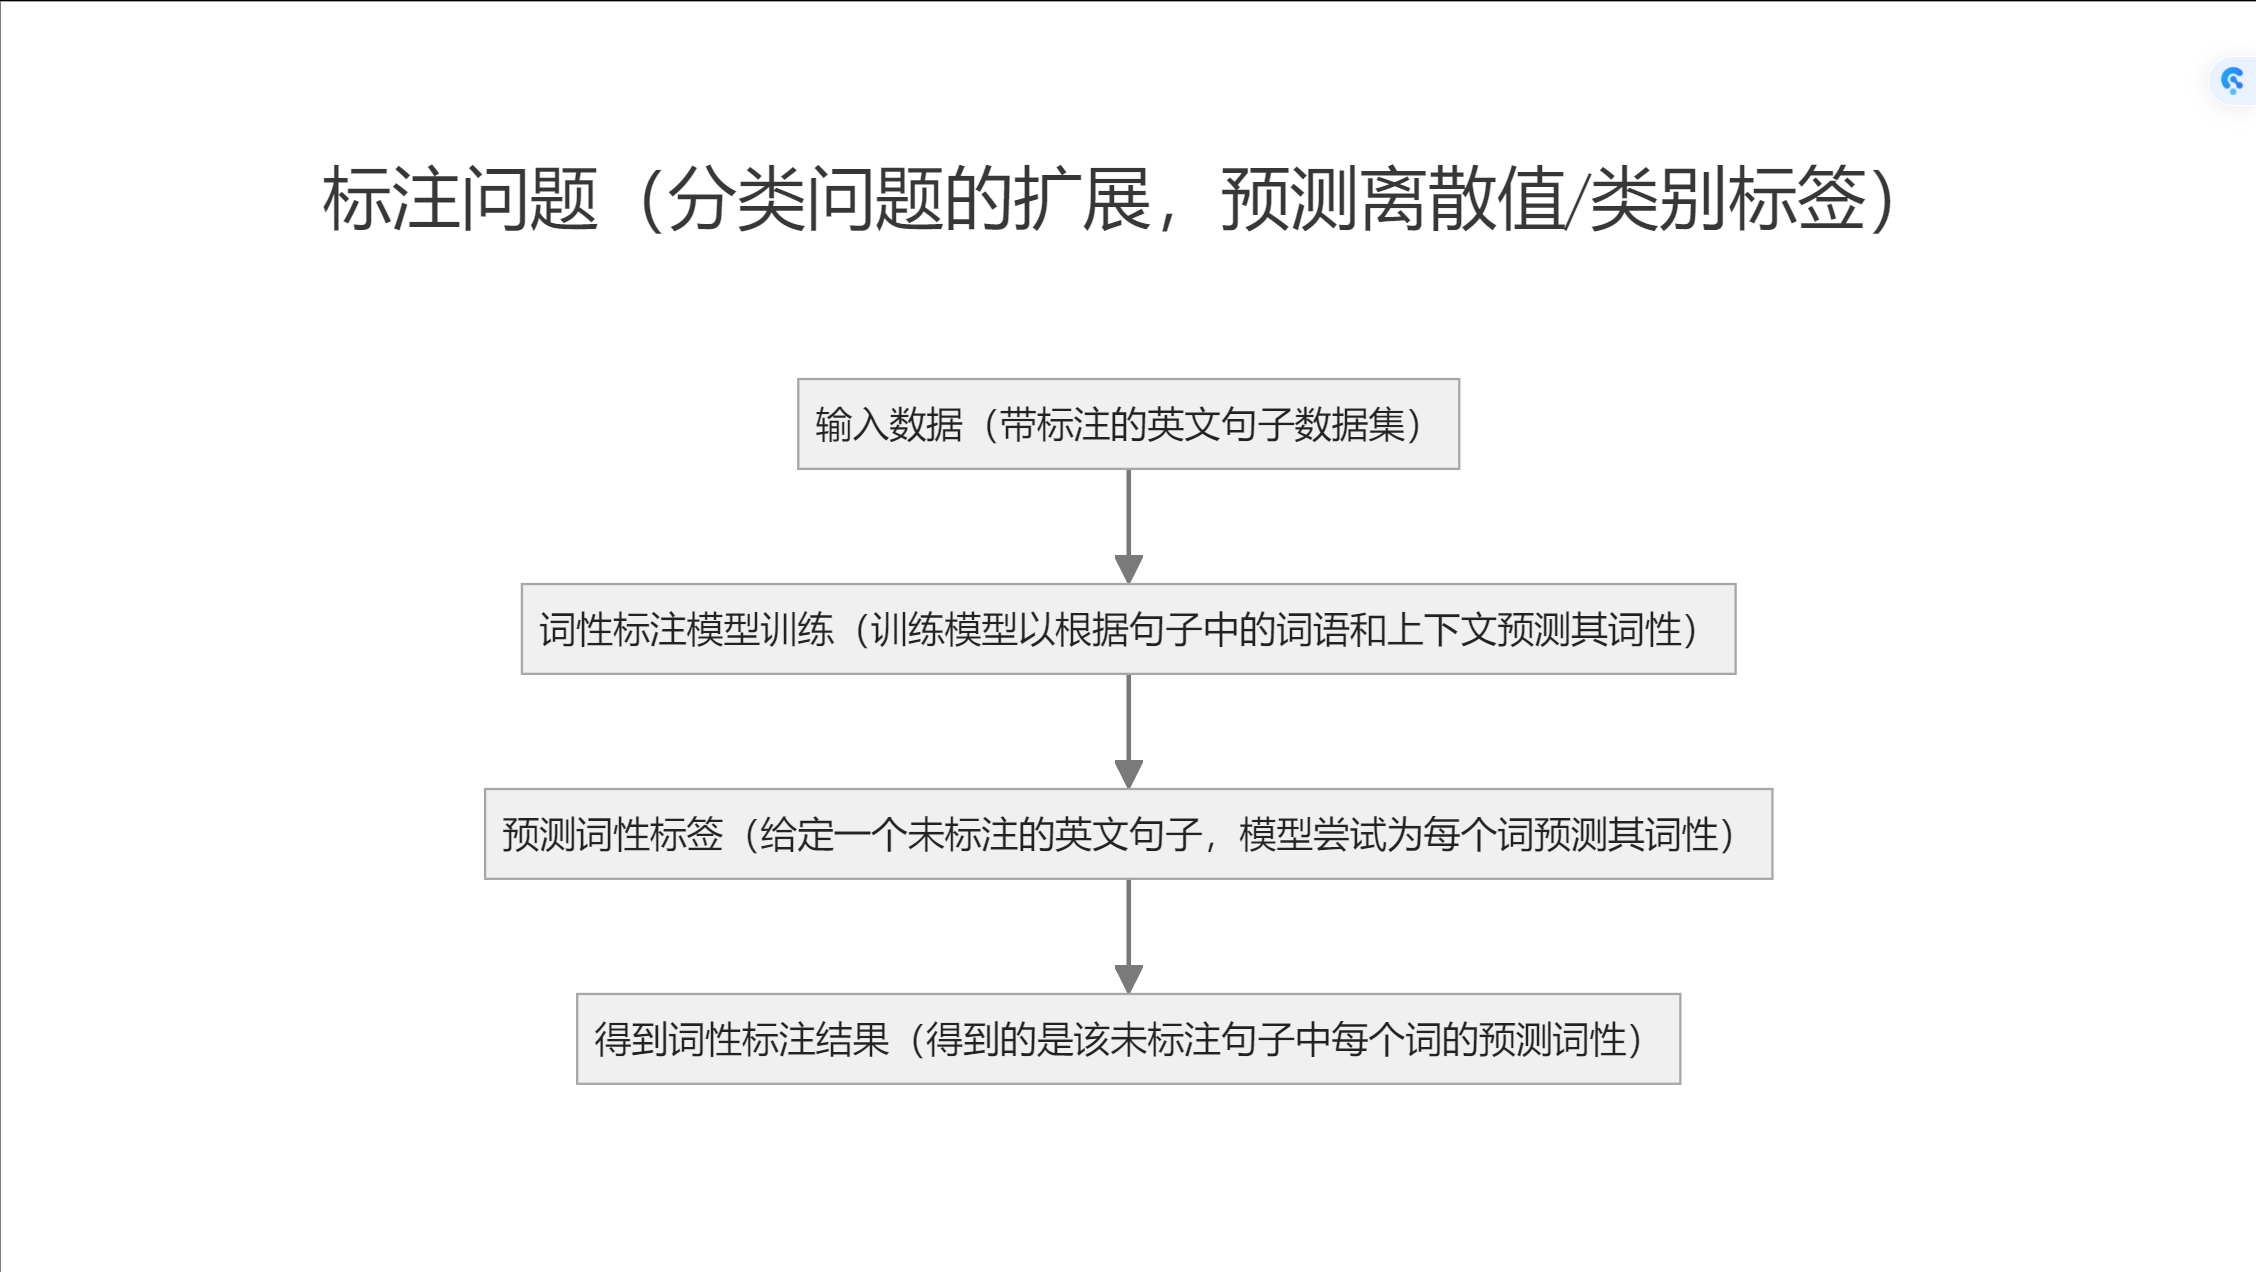 标注问题（分类问题的扩展，预测离散值/类别标签）
输入数据（带标注的英文句子数据集）
词性标注模型训练（训练模型以根据句子中的词语和上下文预测其词性）
预测词性标签（给定一个未标注的英文句子，模型尝试为每个词预测其词性）
得到词性标注结果（得到的是该未标注句子中每个词的预测词性）